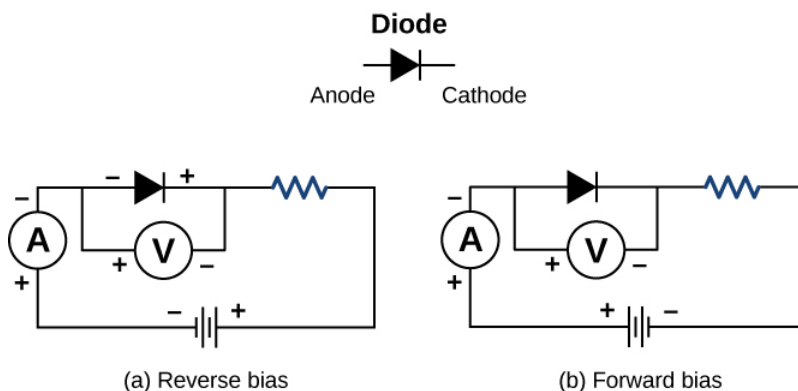 Diode
Anode Cathode
− +
− −
A V A V
+ − + −
+ +
− + + −
(a) Reverse bias (b) Forward bias